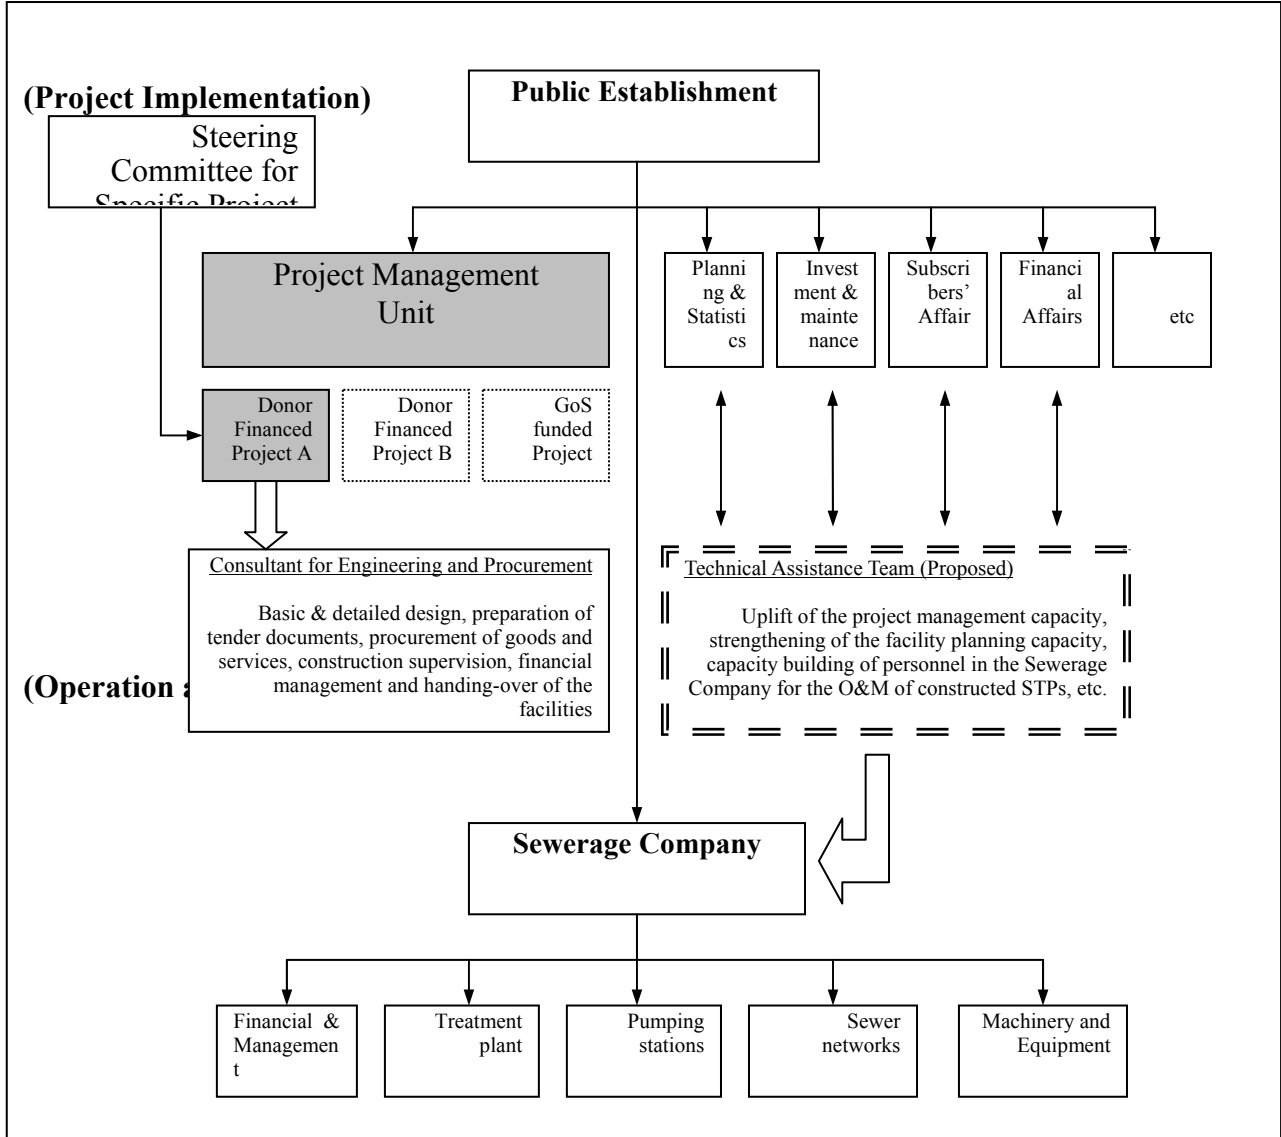 Public Establishment
(Project Implementation)
Steering
Committee for
Specific Project
Project Management
Unit
Planni
ng &
Statisti
cs
Invest
ment &
mainte
nance
Subscri
bers'
Affair
Financi
al
Affairs
etc
Donor
Financed
Project A
Donor
Financed
Project B
GoS
funded
Project
Consultant for Engineering and Procurement
Basic & detailed design, preparation of
tender documents, procurement of goods and
services, construction supervision, financial
management and handing-over of the
facilities
Technical Assistance Team (Proposed)
Uplift of the project management capacity,
strengthening of the facility planning capacity,
capacity building of personnel in the Sewerage
Company for the O&M of constructed STPs, etc.
(Operation
Sewerage Company
Financial &
Managemen
t
Treatment
plant
Pumping
stations
Sewer
networks
Machinery and
Equipment